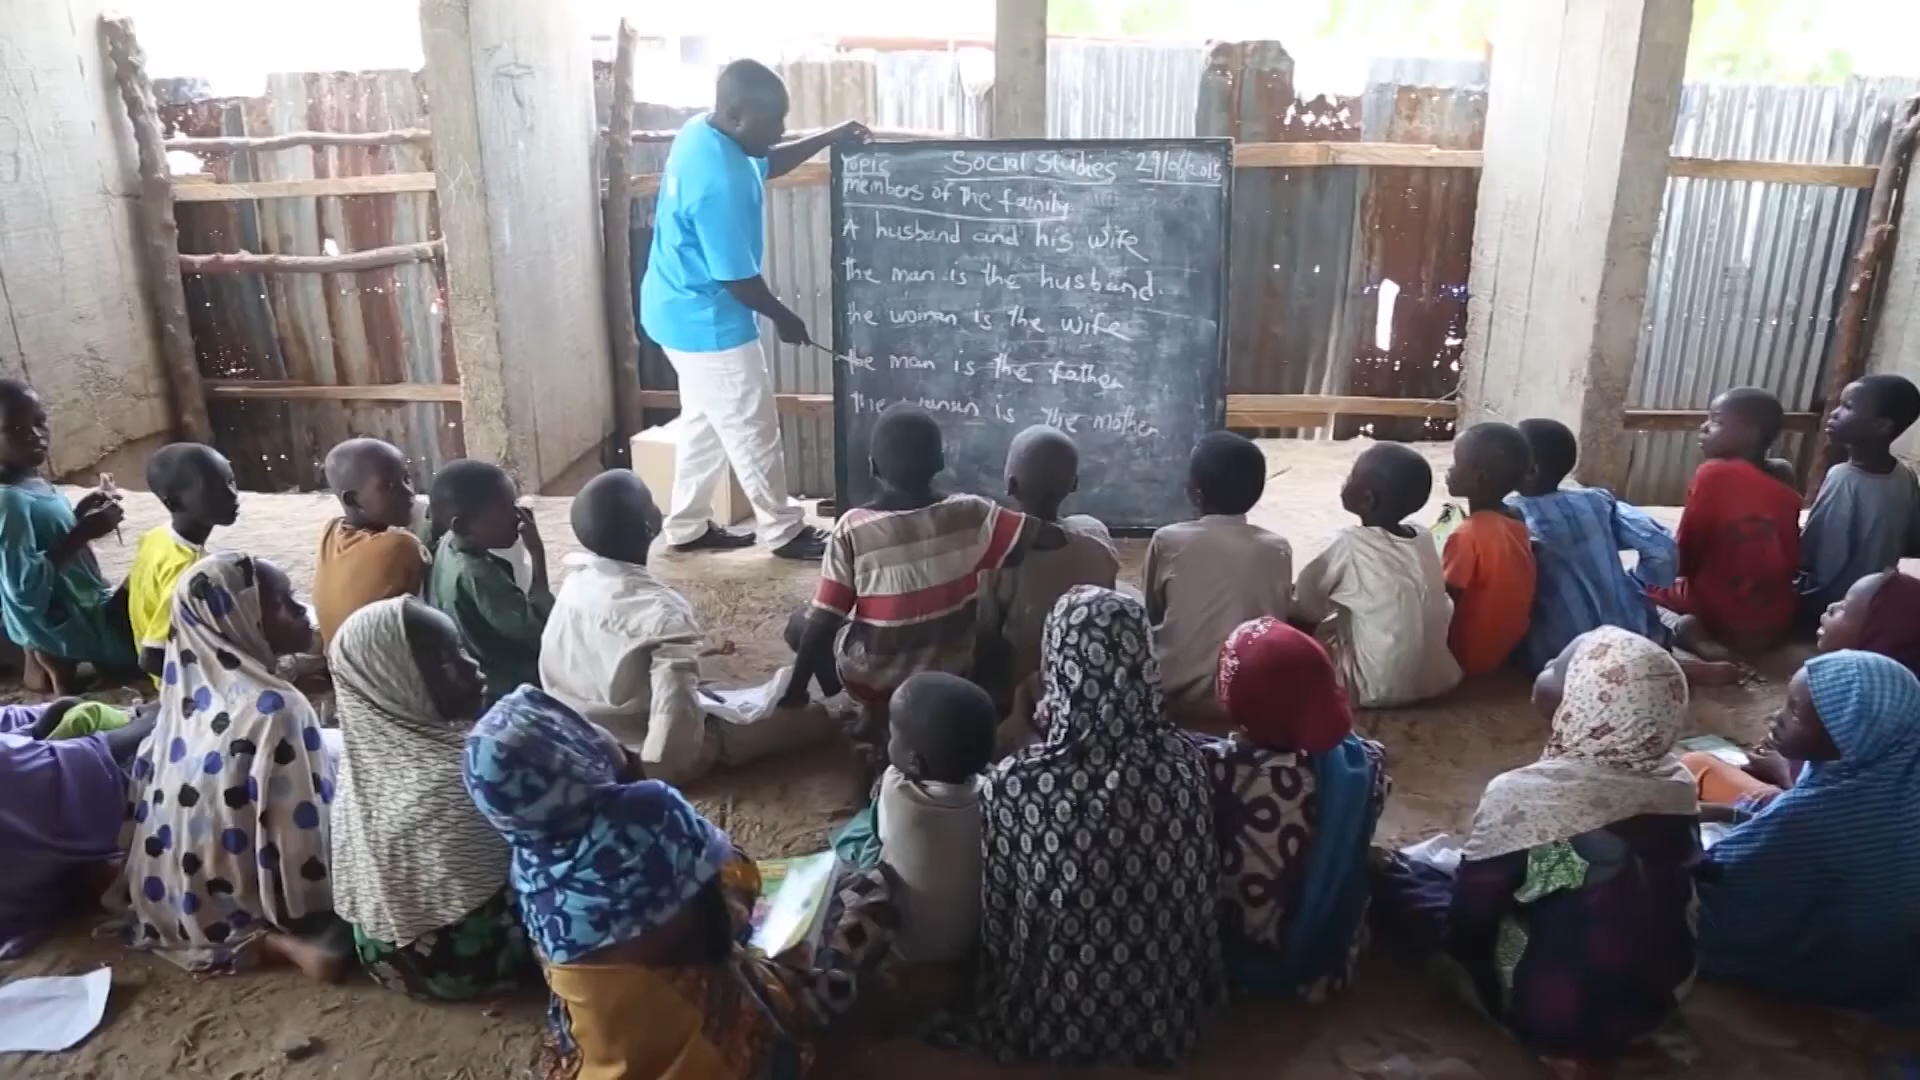 Topic Social Studies 29/06/2015
members of the family
A husband and his wife
the man is the husband.
the woman is the wife
the man is the father
the is the mother.